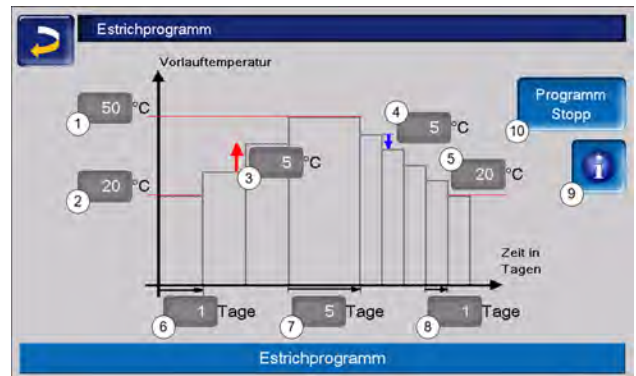 Estrichprogramm
Vorlauftemperatur
50 °C
1
4
5 °C
Programm
Stopp
10
3
5 °C
5
20 °C
9
20 °C
2
Zeit in
Tagen
1 Tage
6
5 Tage
7
1 Tage
8
i
Estrichprogramm